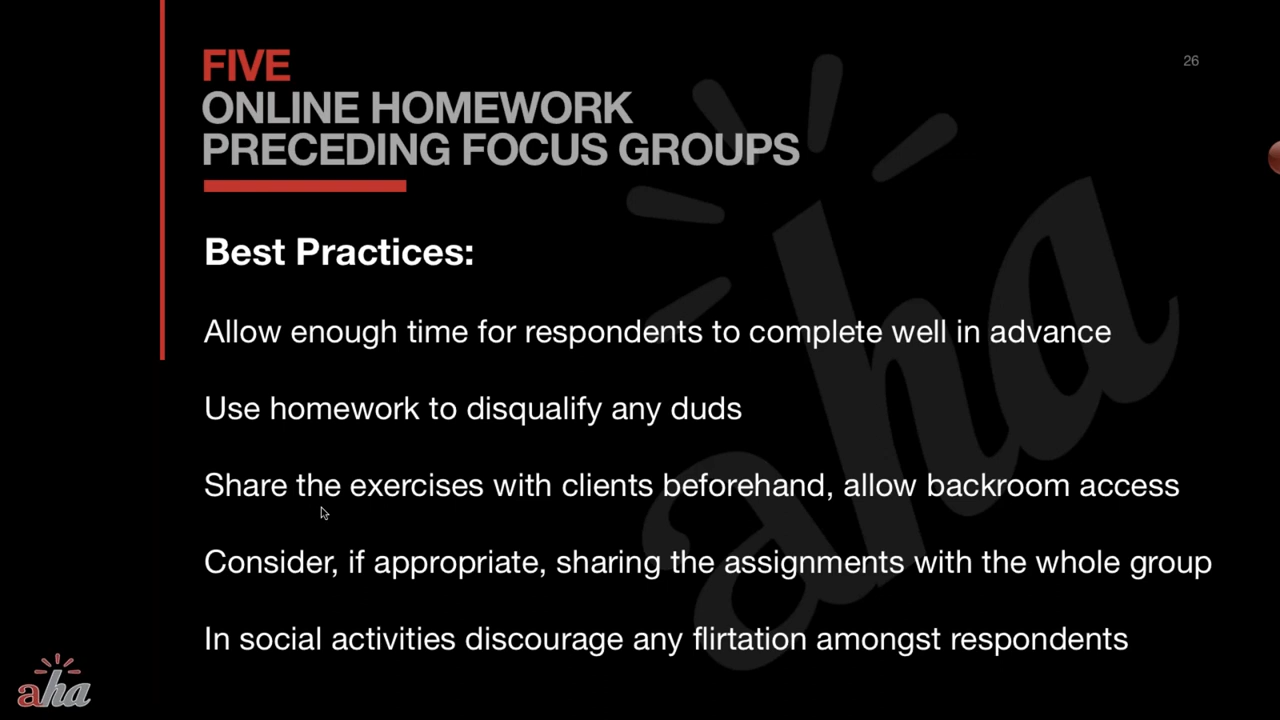 26
FIVE
ONLINE HOMEWORK
PRECEDING FOCUS GROUPS
Best Practices:
Allow enough time for respondents to complete well in advance
Use homework to disqualify any duds
Share the exercises with clients beforehand, allow backroom access
Consider, if appropriate, sharing the assignments with the whole group
In social activities discourage any flirtation amongst respondents
aha
aha